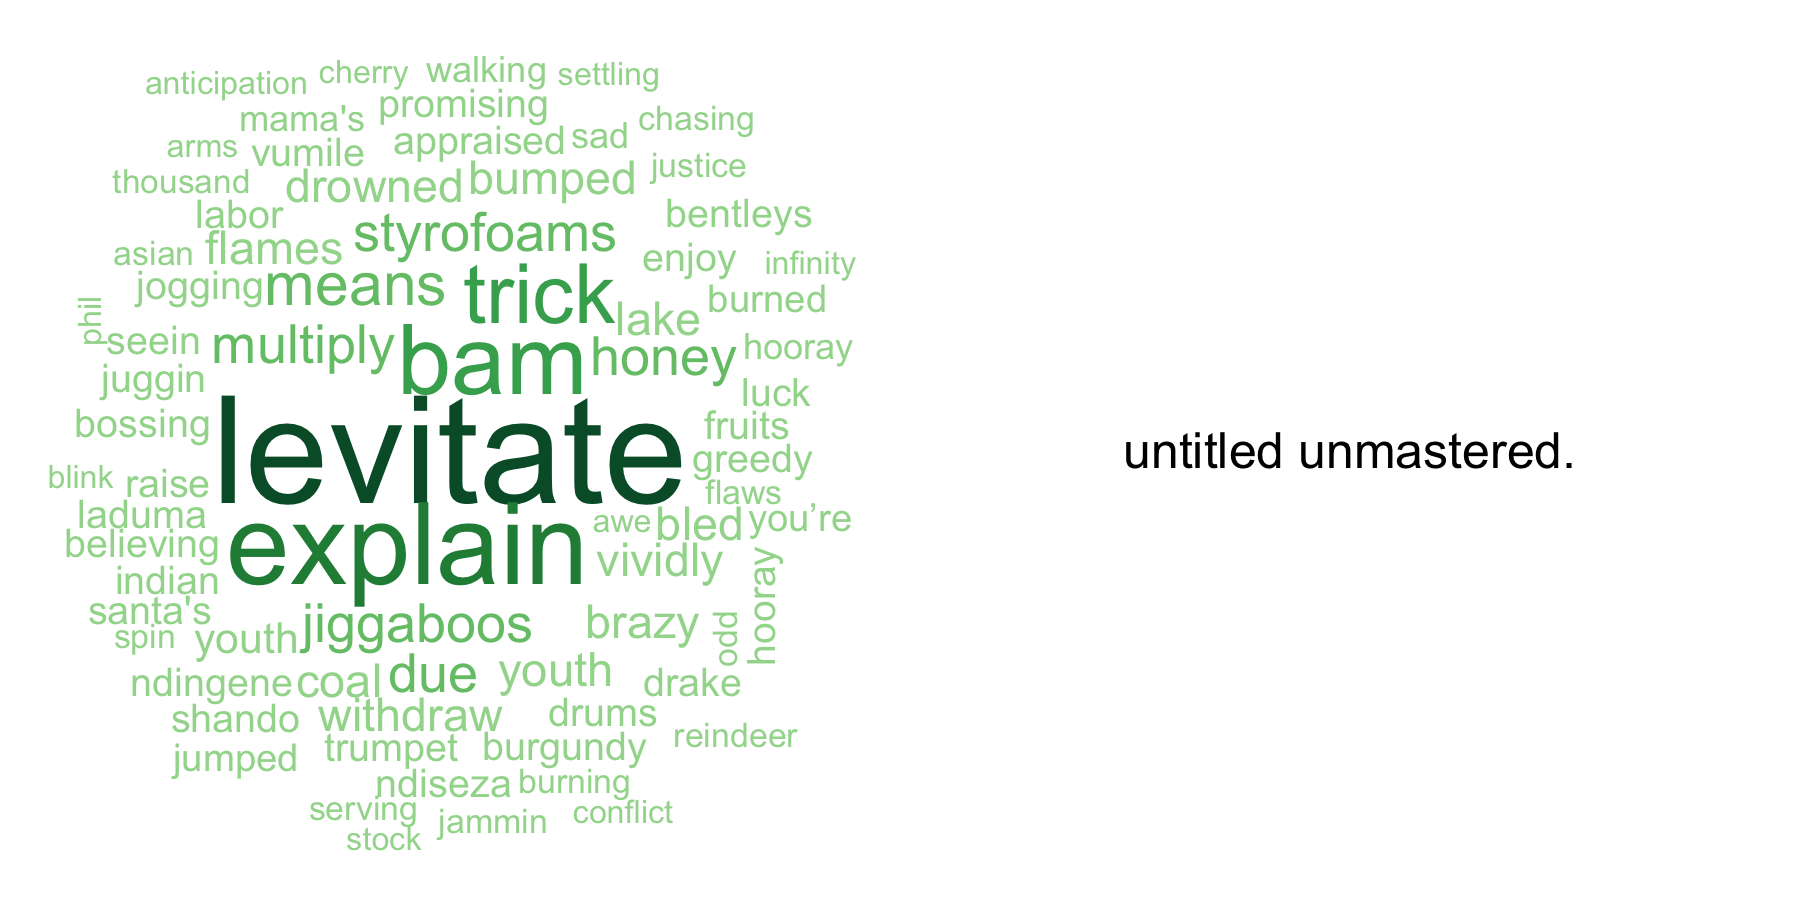 anticipation cherry walking settling
mama's promising chasing
arms vumile appraised sad justice
thousand drowned bumped
labor styrofoams bentleys
asian flames enjoy infinity
jogging means trick burned
phil seein multiply bam lake honey hooray
juggin luck
bossing levitate fruits
greedy
blink raise flaws
laduma explain awe bled you’re
believing vividly
indian
santa's jiggaboos brazy odd hooray
spin youth
ndingene coal due youth drake
shando withdraw drums
jumped trumpet burgundy reindeer
ndiseza burning
serving jammin conflict
stock
untitled unmastered.